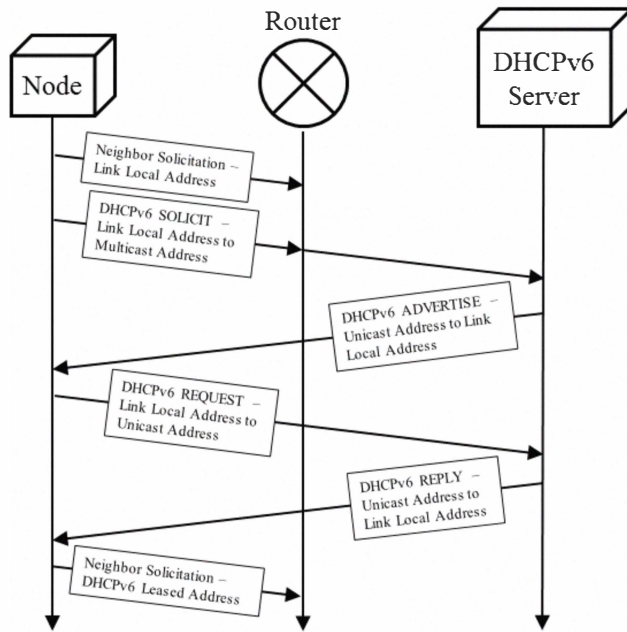 Router
Node
DHCPv6
Server
Neighbor Solicitation –
Link Local Address
DHCPv6 SOLICIT –
Link Local Address to
Multicast Address
DHCPv6 ADVERTISE –
Unicast Address to Link
Local Address
DHCPv6 REQUEST –
Link Local Address to
Unicast Address
DHCPv6 REPLY –
Unicast Address to
Link Local Address
Neighbor Solicitation –
DHCPv6 Leased Address